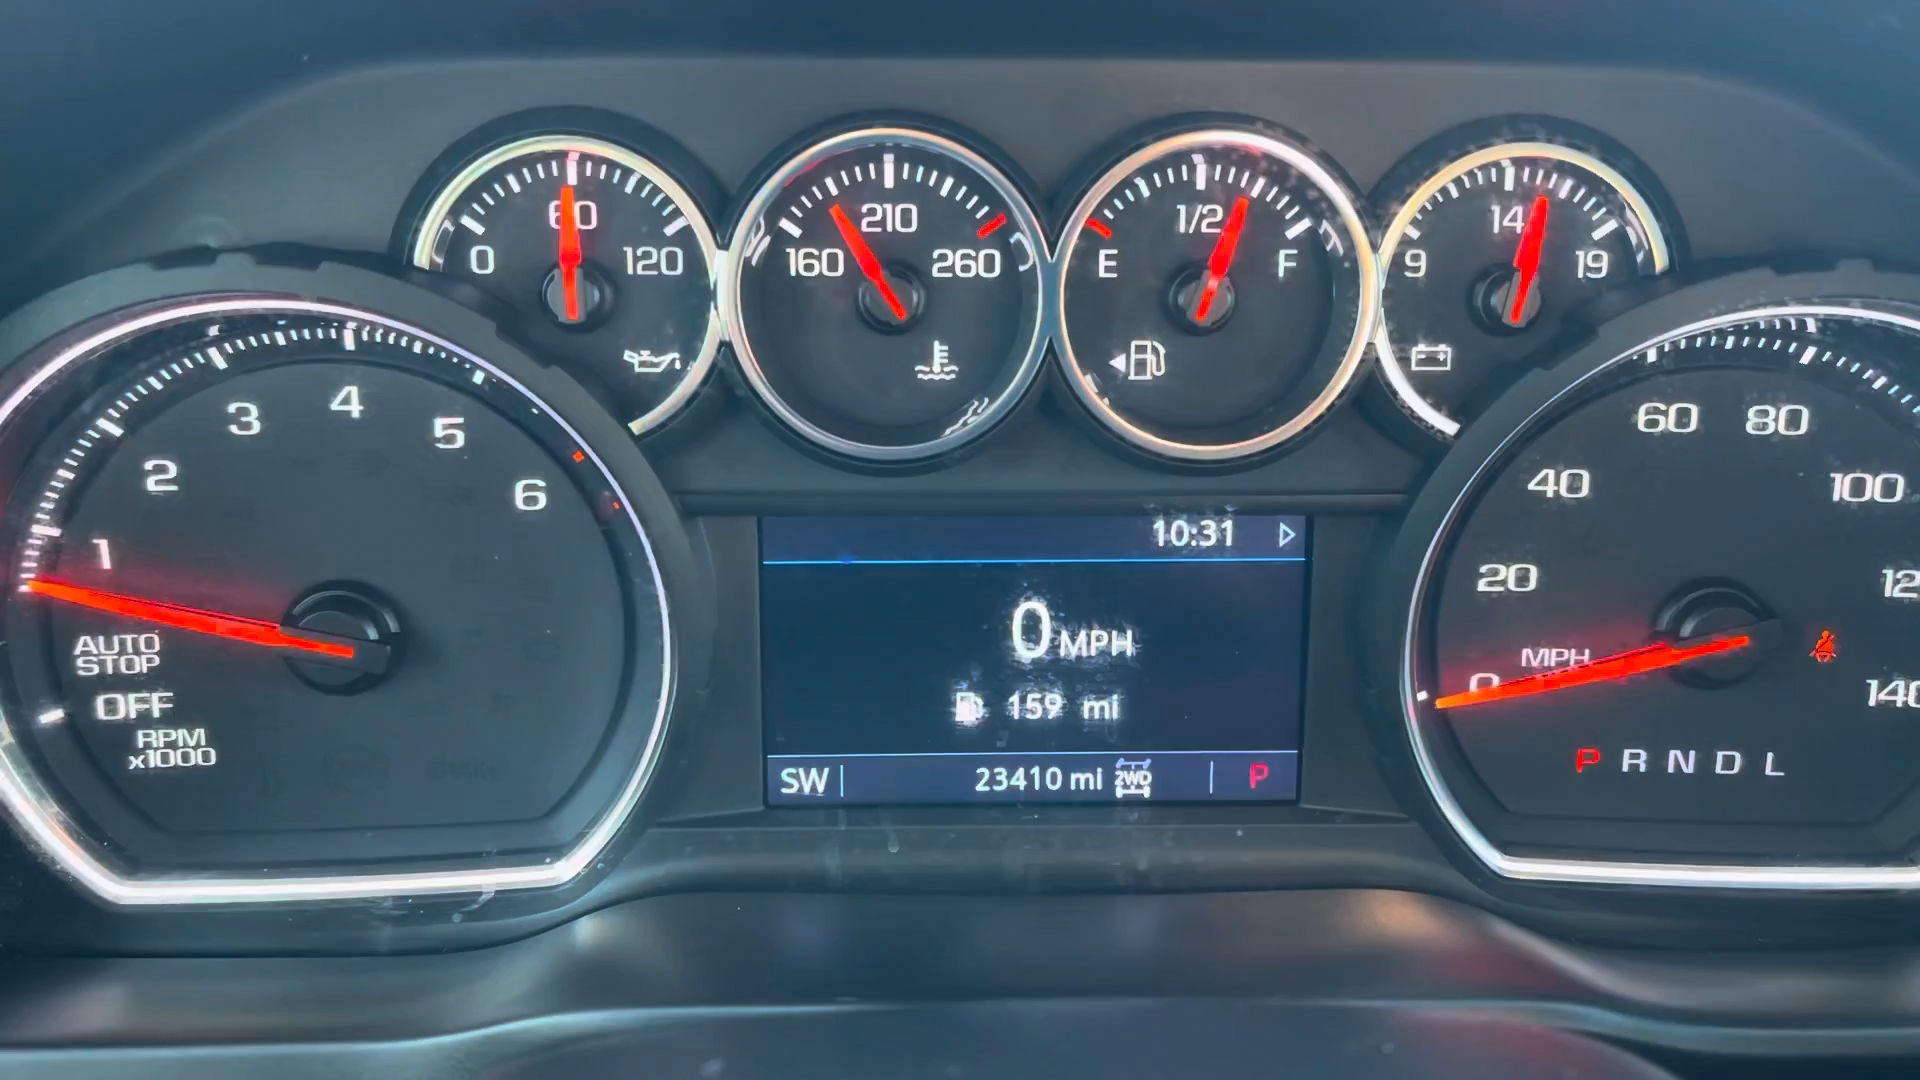 0 60 120
160 210 260
E 1/2 F
9 14 19
1 2 3 4 5 6
AUTO
STOP
OFF
RPM
x1000
10:31
0 MPH
159 mi
SW 23410 mi 2WD P
0 20 40 60 80 100 140
MPH
P R N D L